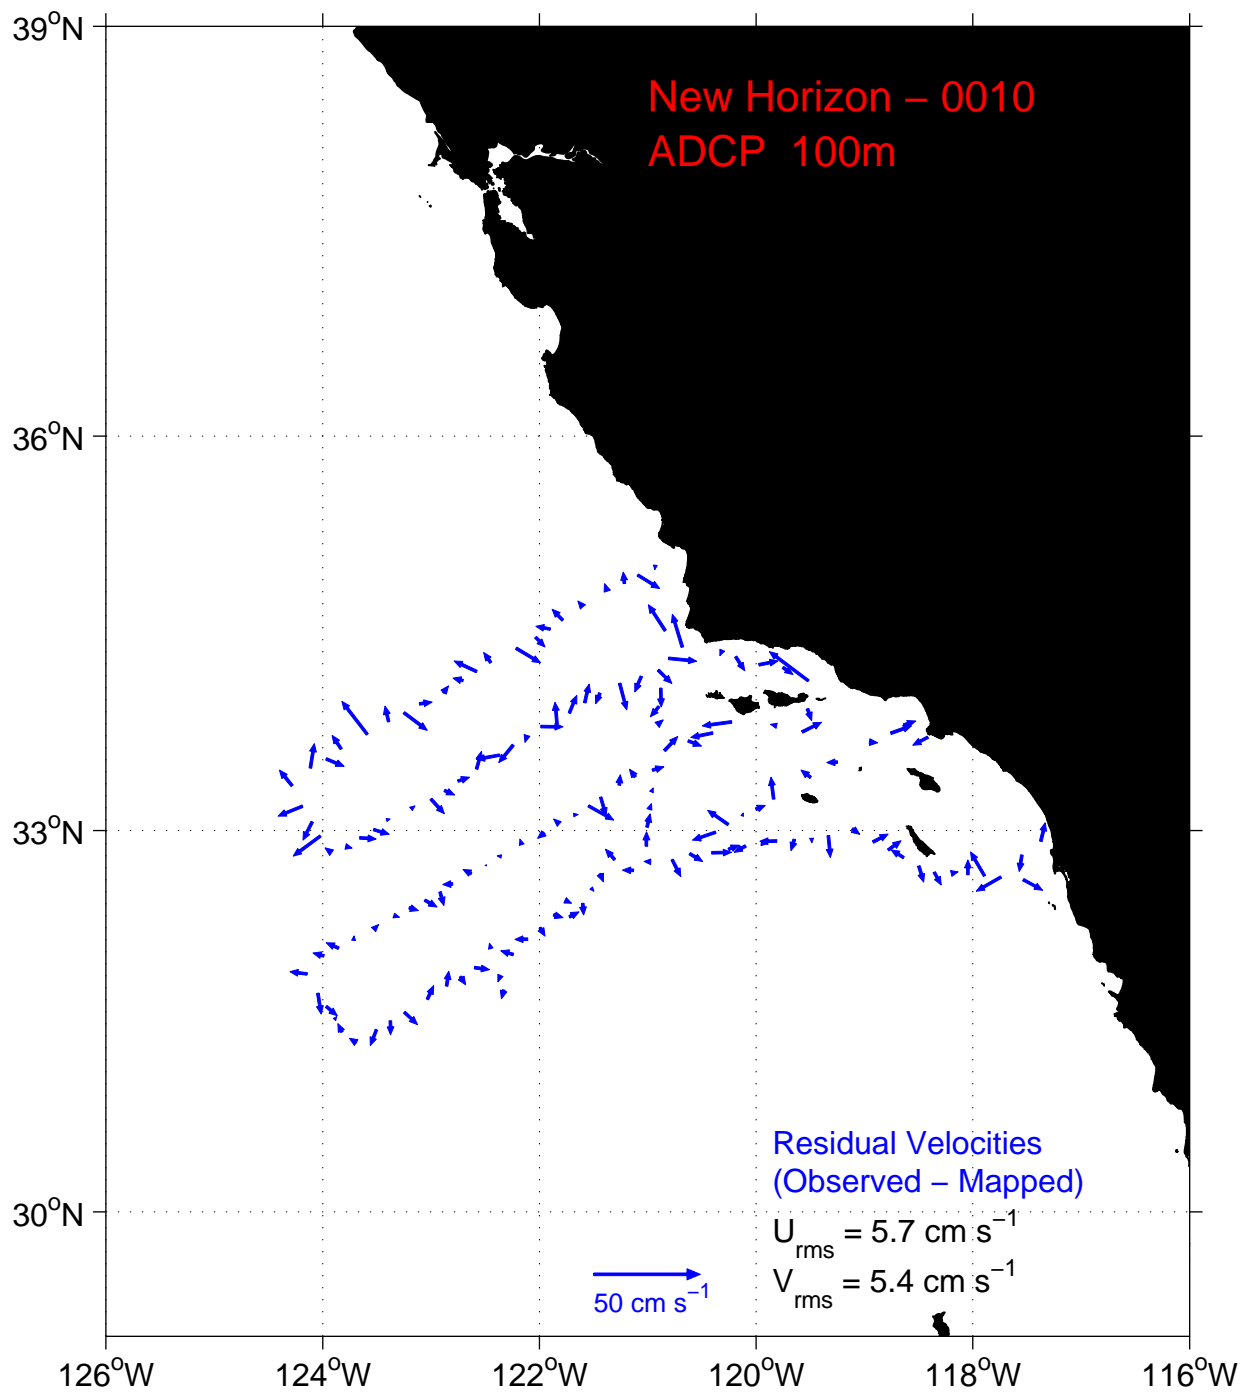 39°N
New Horizon – 0010
ADCP 100m
36°N
33°N
Residual Velocities
(Observed – Mapped)
30°N
U_rms = 5.7 cm s⁻¹
50 cm s⁻¹
V_rms = 5.4 cm s⁻¹
126°W 124°W 122°W 120°W 118°W 116°W